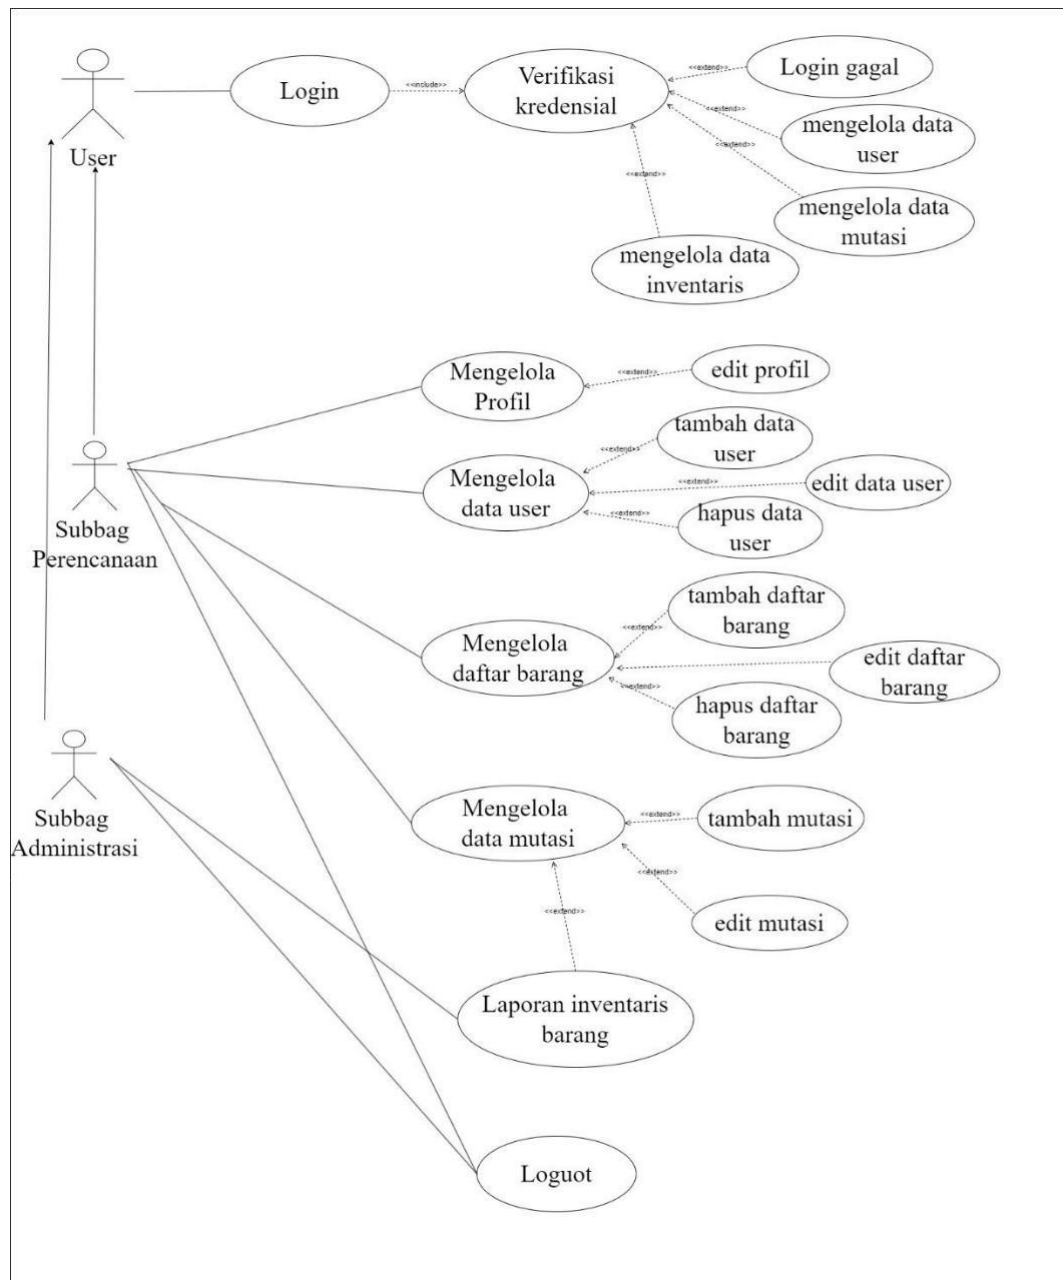 User
Login
<<include>>
Verifikasi
kredensial
<<extend>>
Login gagal
<<extend>>
mengelola data
user
<<extend>>
mengelola data
mutasi
<<extend>>
mengelola data
inventaris
Subbag
Perencanaan
Mengelola
Profil
<<extend>>
edit profil
Mengelola
data user
<<extend>>
tambah data
user
<<extend>>
edit data user
<<extend>>
hapus data
user
Mengelola
daftar barang
<<extend>>
tambah daftar
barang
<<extend>>
edit daftar
barang
<<extend>>
hapus daftar
barang
Subbag
Administrasi
Mengelola
data mutasi
<<extend>>
tambah mutasi
<<extend>>
edit mutasi
<<extend>>
Laporan inventaris
barang
Loguot